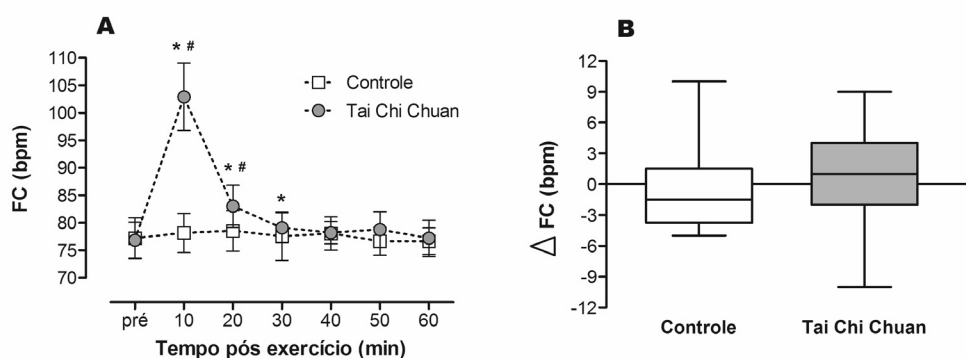 A
* #
110
105
100
95
90
85
80
75
70
FC (bpm)
Controle
Tai Chi Chuan
* #
*
pré 10 20 30 40 50 60
Tempo pós exercício (min)
B
12
9
6
3
0
-3
-6
-9
-12
△ FC (bpm)
Controle Tai Chi Chuan